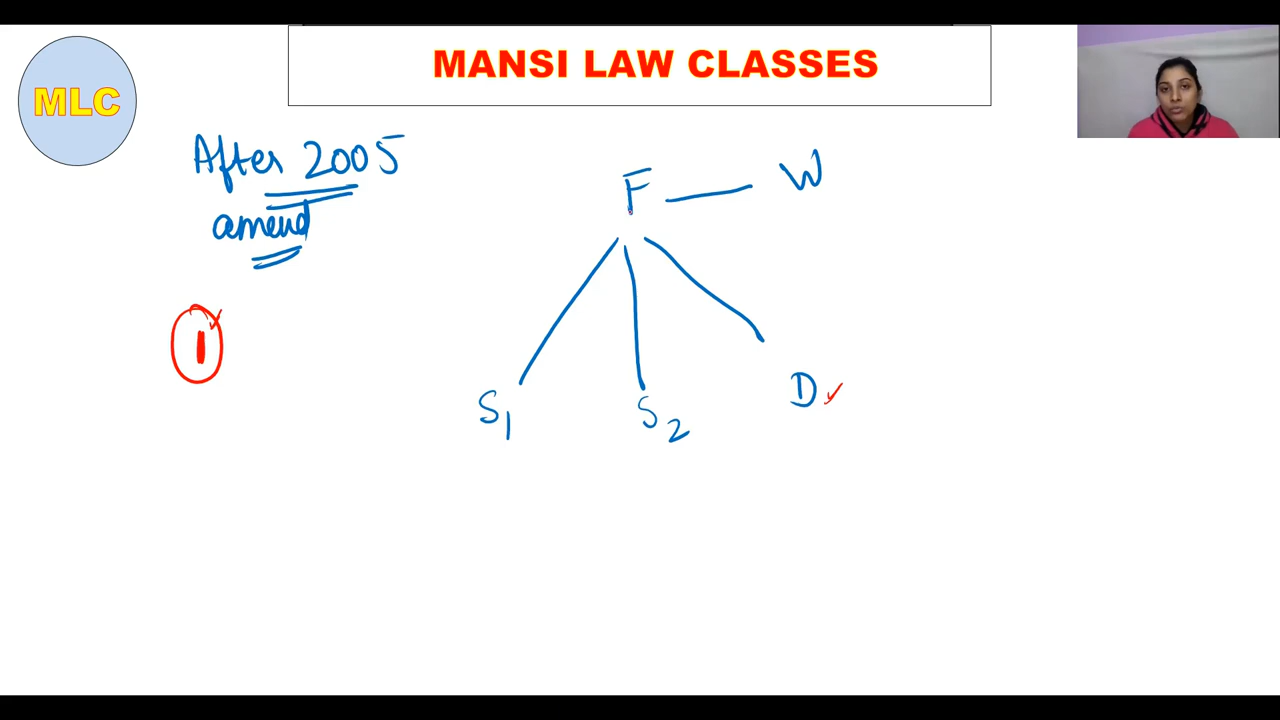 MANSI LAW CLASSES
MLC
After 2005
amend
F W
1
S1 S2 D